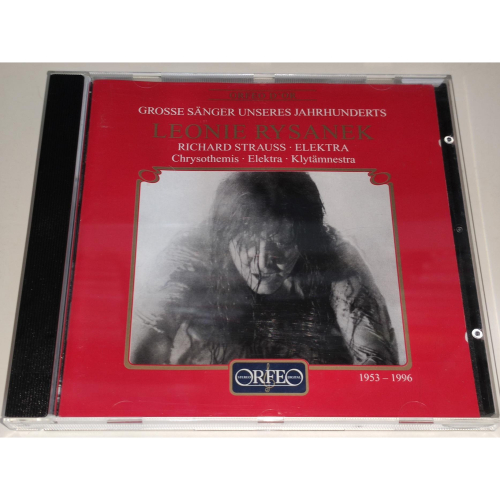 GROSSE SÄNGER UNSERES JAHRHUNDERTS
LEONIE RYSANEK
RICHARD STRAUSS · ELEKTRA
Chrysothemis · Elektra · Klytämnestra
ORFEO
1953 – 1996